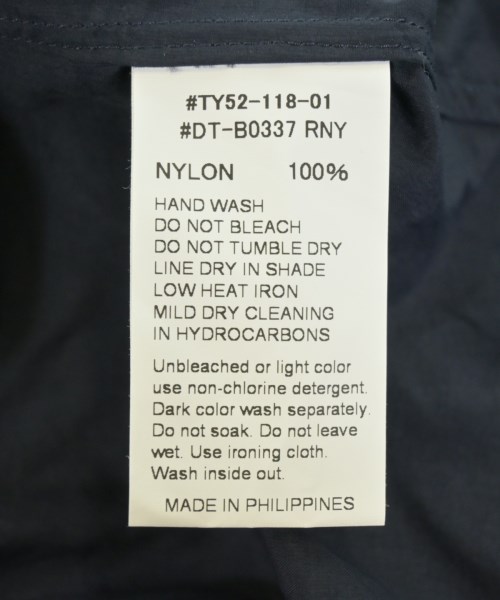 #TY52-118-01
#DT-B0337 RNY
NYLON 100%
HAND WASH
DO NOT BLEACH
DO NOT TUMBLE DRY
LINE DRY IN SHADE
LOW HEAT IRON
MILD DRY CLEANING
IN HYDROCARBONS
Unbleached or light color
use non-chlorine detergent.
Dark color wash separately.
Do not soak. Do not leave
wet. Use ironing cloth.
Wash inside out.
MADE IN PHILIPPINES